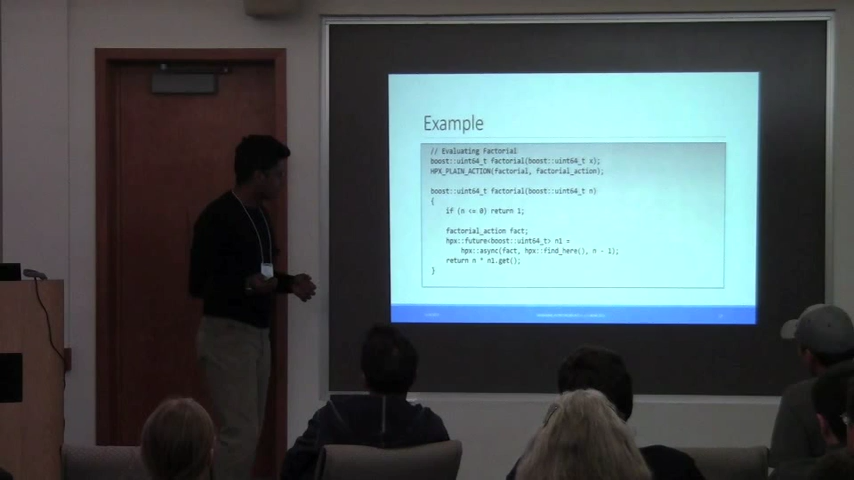 Example
// Evaluating Factorial
boost::uint64_t factorial(boost::uint64_t x);
HPX_PLAIN_ACTION(factorial, factorial_action);
boost::uint64_t factorial(boost::uint64_t n)
{
if (n <= 0) return 1;
factorial_action fact;
hpx::future<boost::uint64_t> n1 =
hpx::async(fact, hpx::find_here(), n - 1);
return n * n1.get();
}